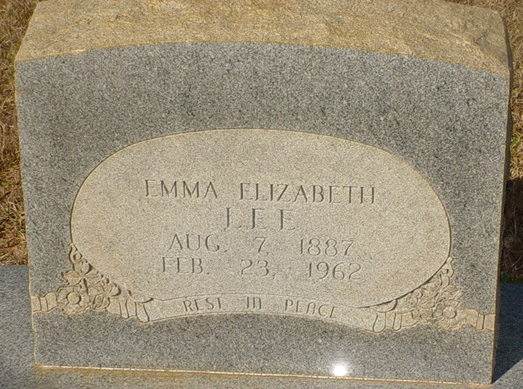 EMMA ELIZABETH
LEE
AUG. 7, 1887
FEB. 23, 1962
REST IN PEACE